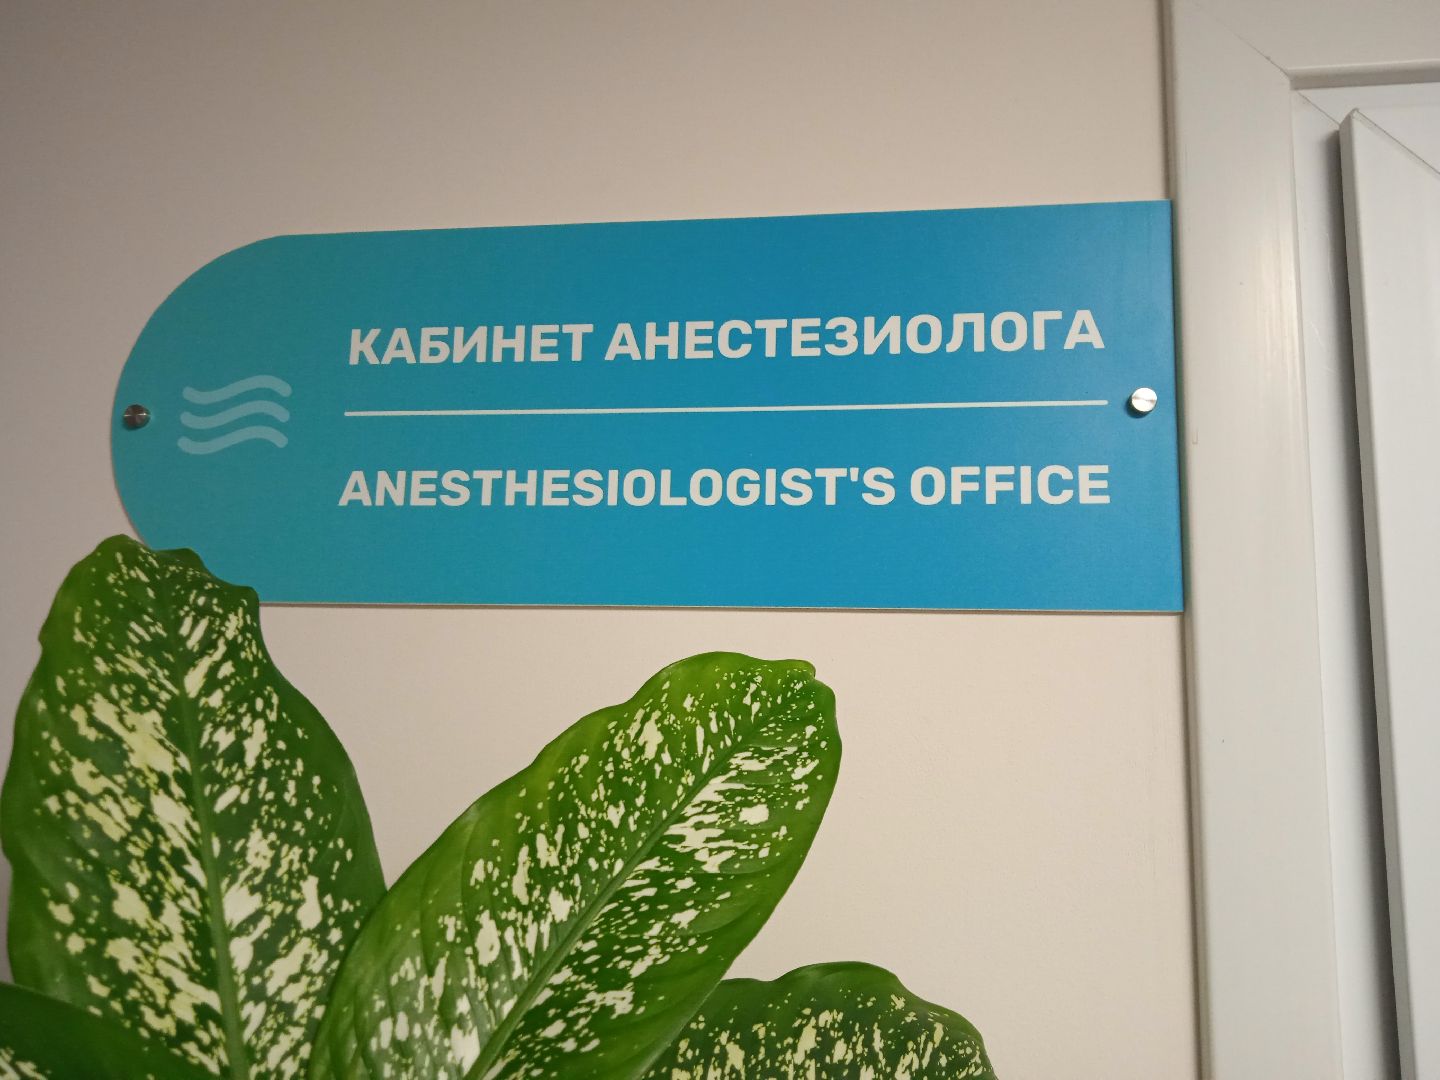 КАБИНЕТ АНЕСТЕЗИОЛОГА
ANESTHESIOLOGIST'S OFFICE